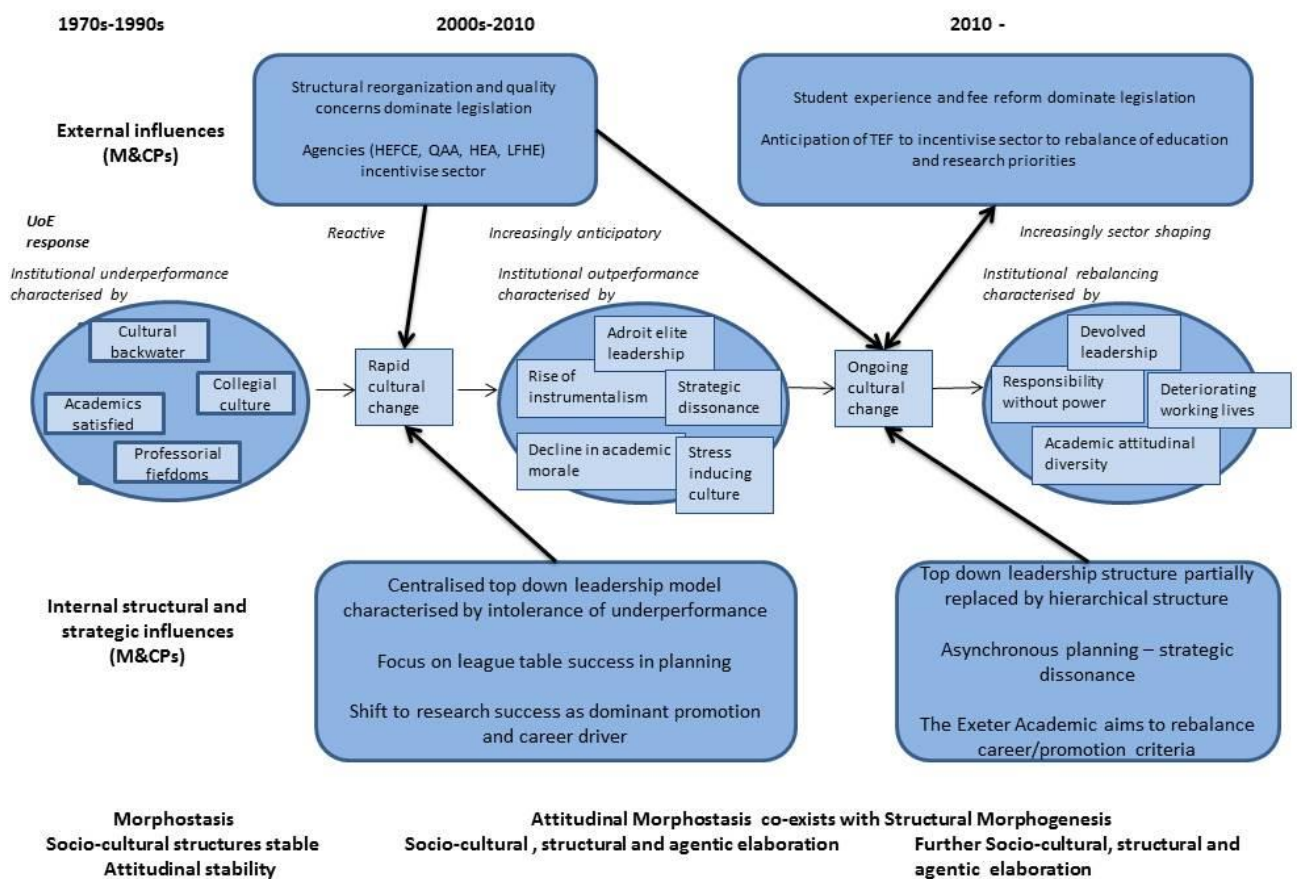 1970s-1990s
2000s-2010
2010 -
External influences
(M&CPs)
Structural reorganization and quality
concerns dominate legislation
Agencies (HEFCE, QAA, HEA, LFHE)
incentivise sector
Student experience and fee reform dominate legislation
Anticipation of TEF to incentivise sector to rebalance of education
and research priorities
UoE
response
Reactive
Increasingly anticipatory
Increasingly sector shaping
Institutional underperformance
characterised by
Institutional outperformance
characterised by
Institutional rebalancing
characterised by
Cultural
backwater
Collegial
culture
Academics
satisfied
Professorial
fiefdoms
Rapid
cultural
change
Adroit elite
leadership
Rise of
instrumentalism
Strategic
dissonance
Decline in academic
morale
Stress
inducing
culture
Ongoing
cultural
change
Devolved
leadership
Responsibility
without power
Deteriorating
working lives
Academic attitudinal
diversity
Internal structural and
strategic influences
(M&CPs)
Centralised top down leadership model
characterised by intolerance of underperformance
Focus on league table success in planning
Shift to research success as dominant promotion
and career driver
Top down leadership structure partially
replaced by hierarchical structure
Asynchronous planning – strategic
dissonance
The Exeter Academic aims to rebalance
career/promotion criteria
Morphostasis
Socio-cultural structures stable
Attitudinal stability
Attitudinal Morphostasis co-exists with Structural Morphogenesis
Socio-cultural , structural and agentic elaboration
Further Socio-cultural, structural and
agentic elaboration